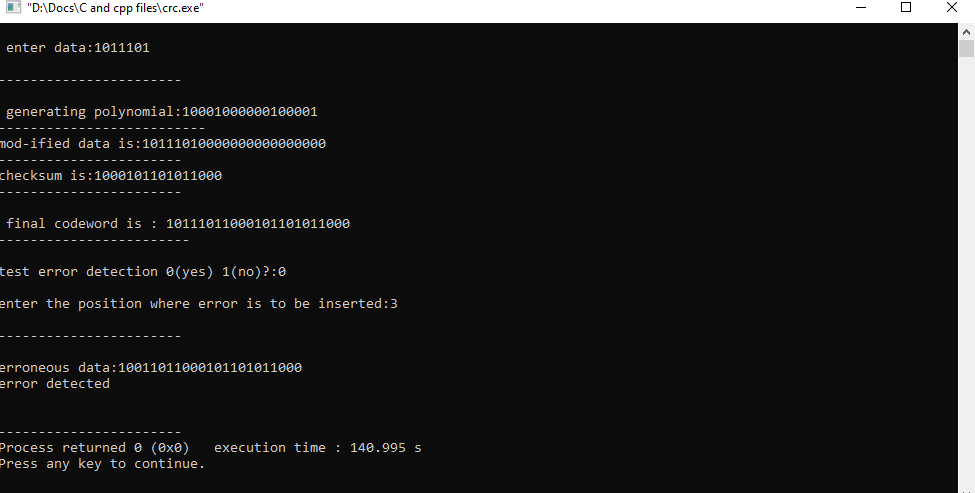 "D:\Docs\C and cpp files\crc.exe"
enter data:1011101
-----------------------
generating polynomial:10001000000100001
--------------------------
mod-ified data is:10111010000000000000000
-----------------------
checksum is:1000101101011000
-----------------------
final codeword is : 10111011000101101011000
------------------------
test error detection 0(yes) 1(no)?:0
enter the position where error is to be inserted:3
-----------------------
erroneous data:10011011000101101011000
error detected
-----------------------
Process returned 0 (0x0)   execution time : 140.995 s
Press any key to continue.